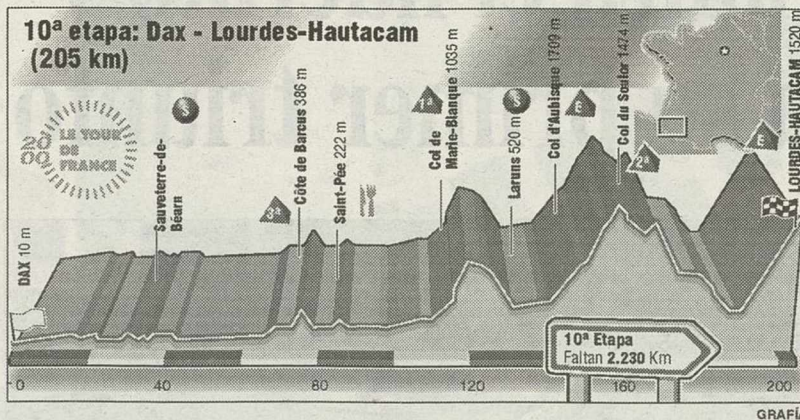 10ª etapa: Dax - Lourdes-Hautacam
(205 km)
2000
LE TOUR
DE
FRANCE
DAX 10 m
S
Sauveterre-de-
Béarn
3ª
Côte de Barcus 386 m
Saint-Pée 222 m
1ª
Col de
Marie-Blanque 1035 m
S
Laruns 520 m
E
Col d'Aubisque 1709 m
Col du Soulor 1474 m
2ª
E
LOURDES-HAUTACAM 1520 m
10ª Etapa
Faltan 2.230 Km
0
40
80
120
160
200
GRAFIA